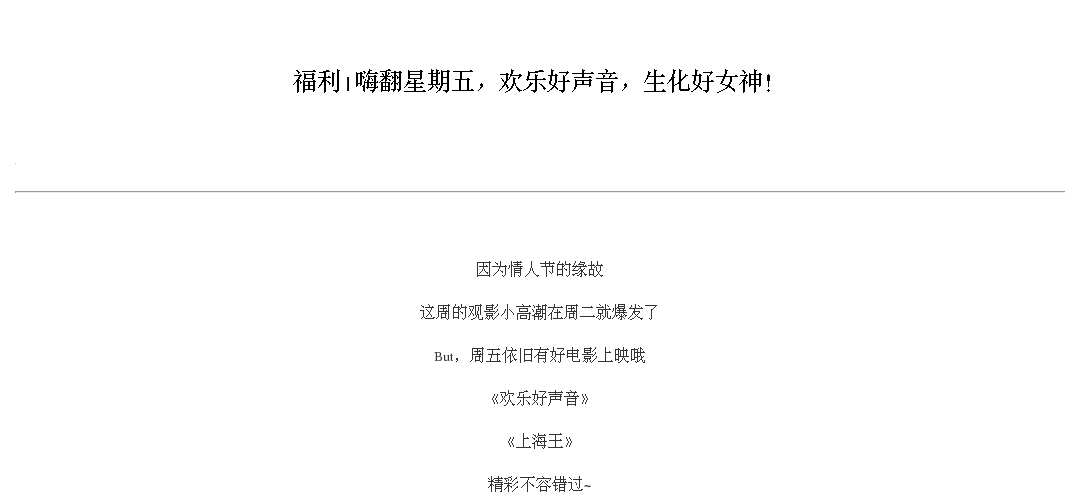 福利|嗨翻星期五，欢乐好声音，生化好女神！
因为情人节的缘故
这周的观影小高潮在周二就爆发了
But，周五依旧有好电影上映哦
《欢乐好声音》
《上海王》
精彩不容错过~